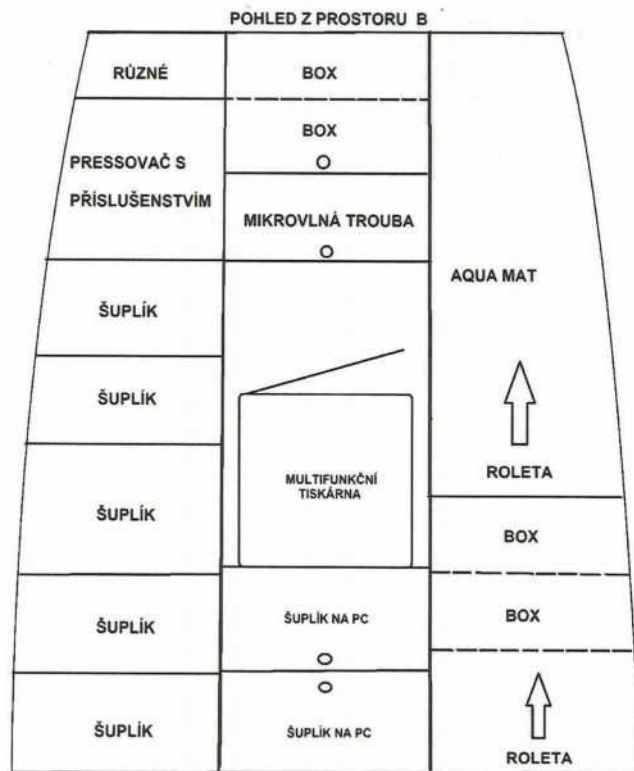 POHLED Z PROSTORU B
RŮZNÉ
PRESSOVAČ S
PŘÍSLUŠENSTVÍM
ŠUPLÍK
ŠUPLÍK
ŠUPLÍK
ŠUPLÍK
ŠUPLÍK
BOX
BOX
MIKROVLNÁ TROUBA
MULTIFUNKČNÍ
TISKÁRNA
ŠUPLÍK NA PC
ŠUPLÍK NA PC
AQUA MAT
ROLETA
BOX
BOX
ROLETA